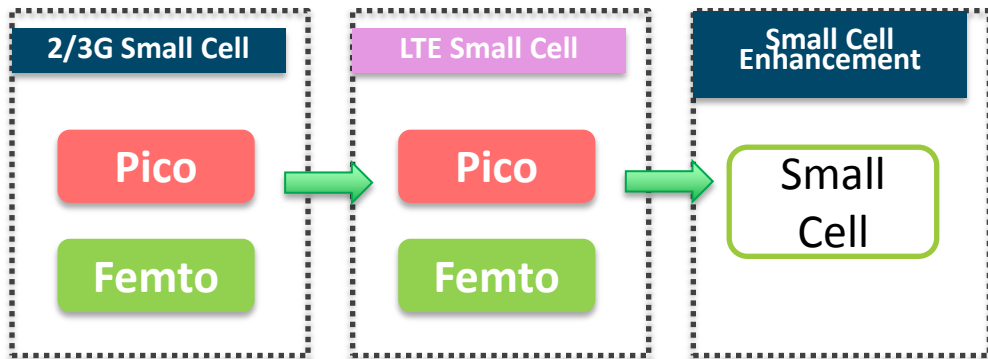 2/3G Small Cell
Pico
Femto
LTE Small Cell
Pico
Femto
Small Cell
Enhancement
Small
Cell